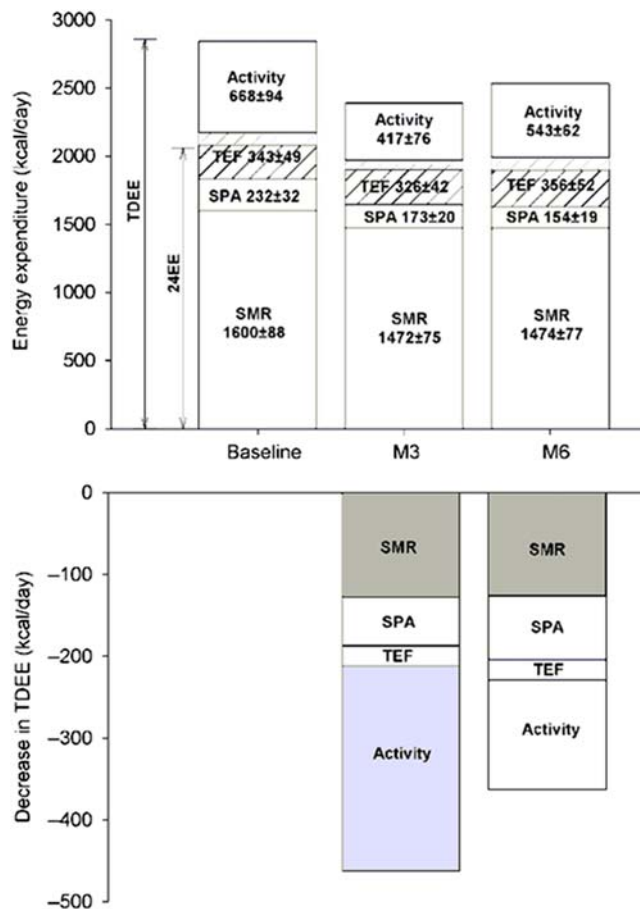 Energy expenditure (kcal/day)
3000
2500
2000
1500
1000
500
0
TDEE
24EE
Activity
668±94
TEF 343±49
SPA 232±32
SMR
1600±88
Activity
417±76
TEF 326±42
SPA 173±20
SMR
1472±75
Activity
543±62
TEF 356±52
SPA 154±19
SMR
1474±77
Baseline
M3
M6
Decrease in TDEE (kcal/day)
0
–100
–200
–300
–400
–500
SMR
SPA
TEF
Activity
SMR
SPA
TEF
Activity